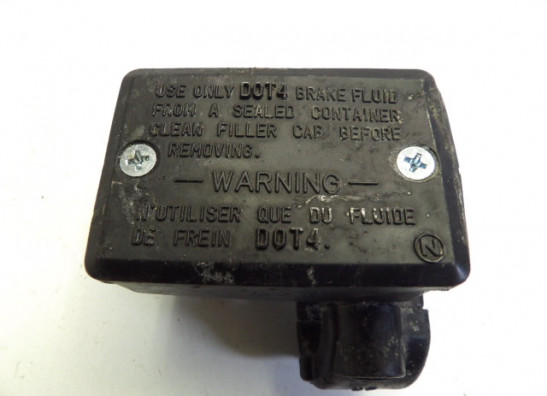 USE ONLY DOT4 BRAKE FLUID
FROM A SEALED CONTAINER
CLEAN FILLER CAP BEFORE
REMOVING.
— WARNING —
N'UTILISER QUE DU FLUIDE
DE FREIN DOT4.
N